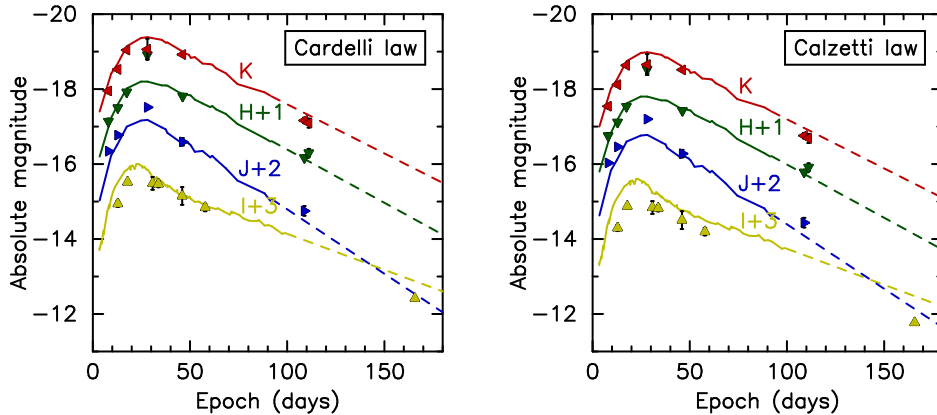 Cardelli law
Absolute magnitude
−20
−18
−16
−14
−12
K
H+1
J+2
I+3
0
50
100
150
Epoch (days)
Calzetti law
Absolute magnitude
−20
−18
−16
−14
−12
K
H+1
J+2
I+3
0
50
100
150
Epoch (days)